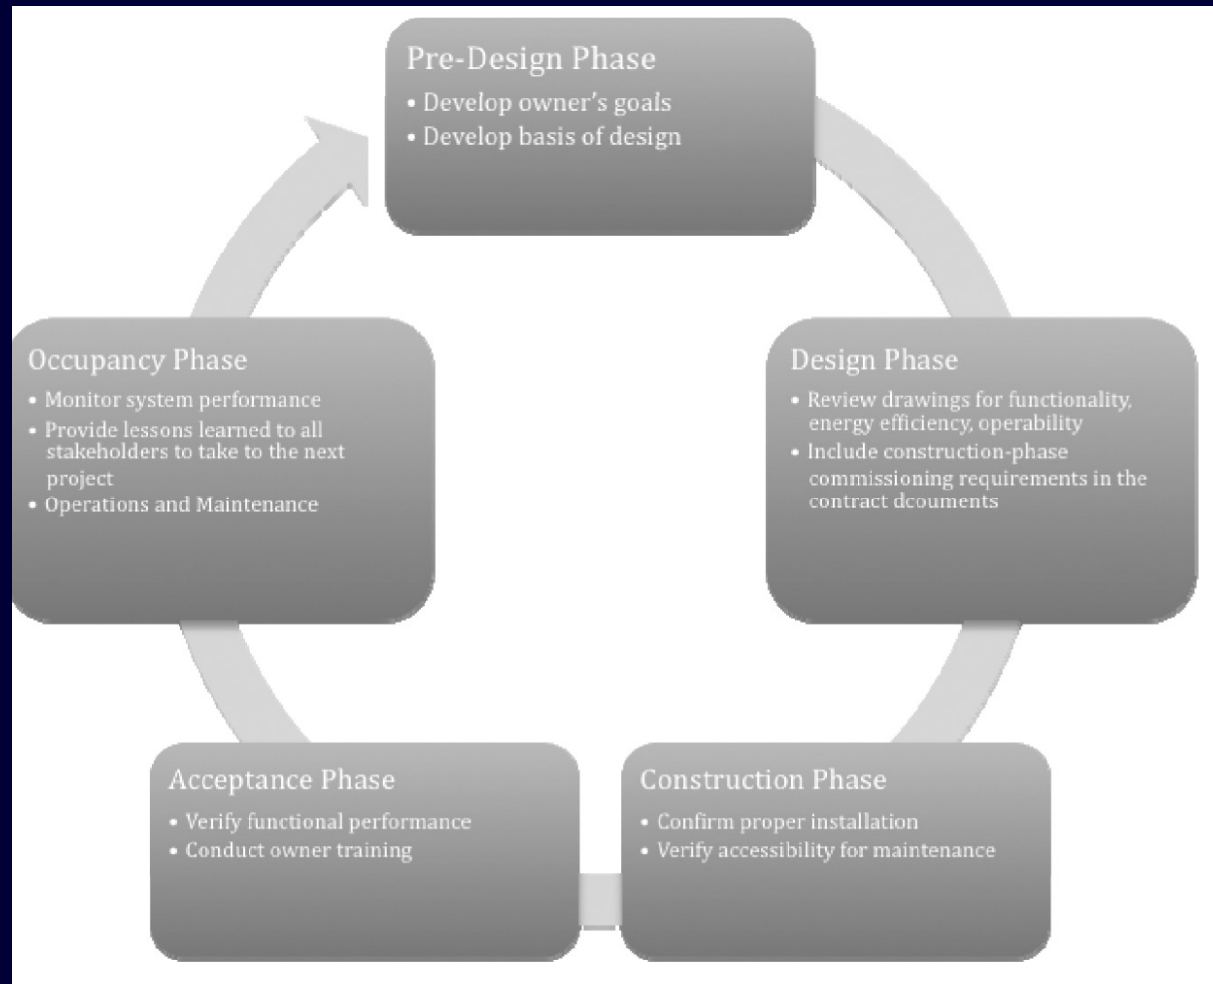 Pre-Design Phase
• Develop owner's goals
• Develop basis of design
Design Phase
• Review drawings for functionality,
energy efficiency, operability
• Include construction-phase
commissioning requirements in the
contract dcouments
Construction Phase
• Confirm proper installation
• Verify accessibility for maintenance
Acceptance Phase
• Verify functional performance
• Conduct owner training
Occupancy Phase
• Monitor system performance
• Provide lessons learned to all
stakeholders to take to the next
project
• Operations and Maintenance